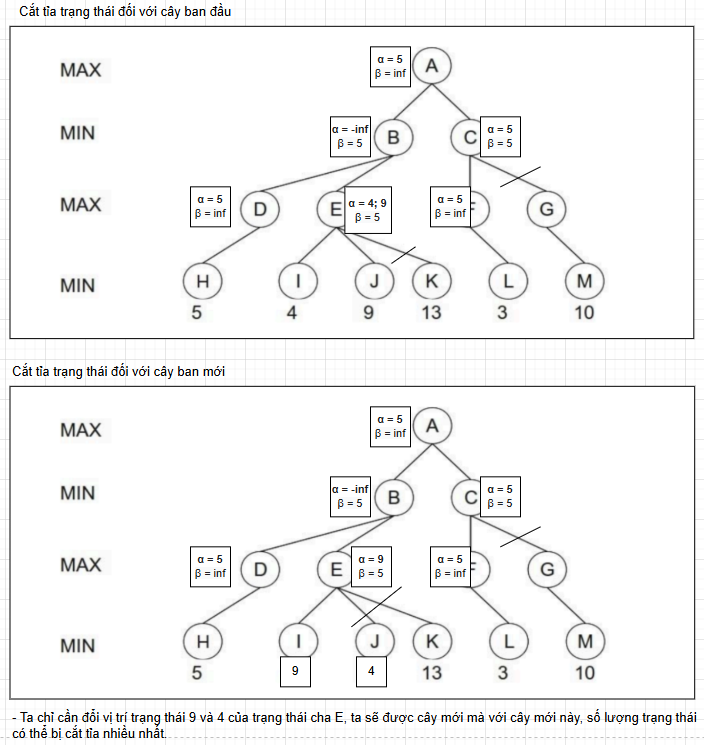 Cắt tỉa trạng thái đối với cây ban đầu
MAX
α = 5
β = inf
A
MIN
α = -inf
β = 5
B
C
α = 5
β = 5
MAX
α = 5
β = inf
D
E
α = 4; 9
β = 5
α = 5
β = inf
F
G
MIN
H
I
J
K
L
M
5
4
9
13
3
10
Cắt tỉa trạng thái đối với cây ban mới
MAX
α = 5
β = inf
A
MIN
α = -inf
β = 5
B
C
α = 5
β = 5
MAX
α = 5
β = inf
D
E
α = 9
β = 5
α = 5
β = inf
F
G
MIN
H
I
J
K
L
M
5
9
4
13
3
10
- Ta chỉ cần đổi vị trí trạng thái 9 và 4 của trạng thái cha E, ta sẽ được cây mới mà với cây mới này, số lượng trạng thái
có thể bị cắt tỉa nhiều nhất.